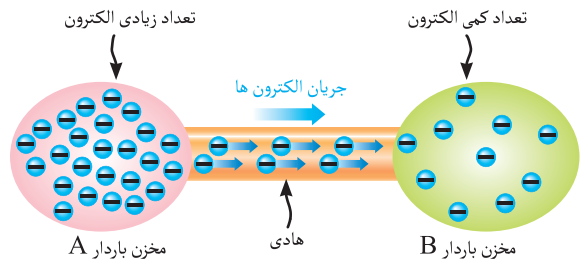 تعداد زیادی الکترون
تعداد کمی الکترون
جریان الکترون ها
هادی
مخزن باردار A
مخزن باردار B